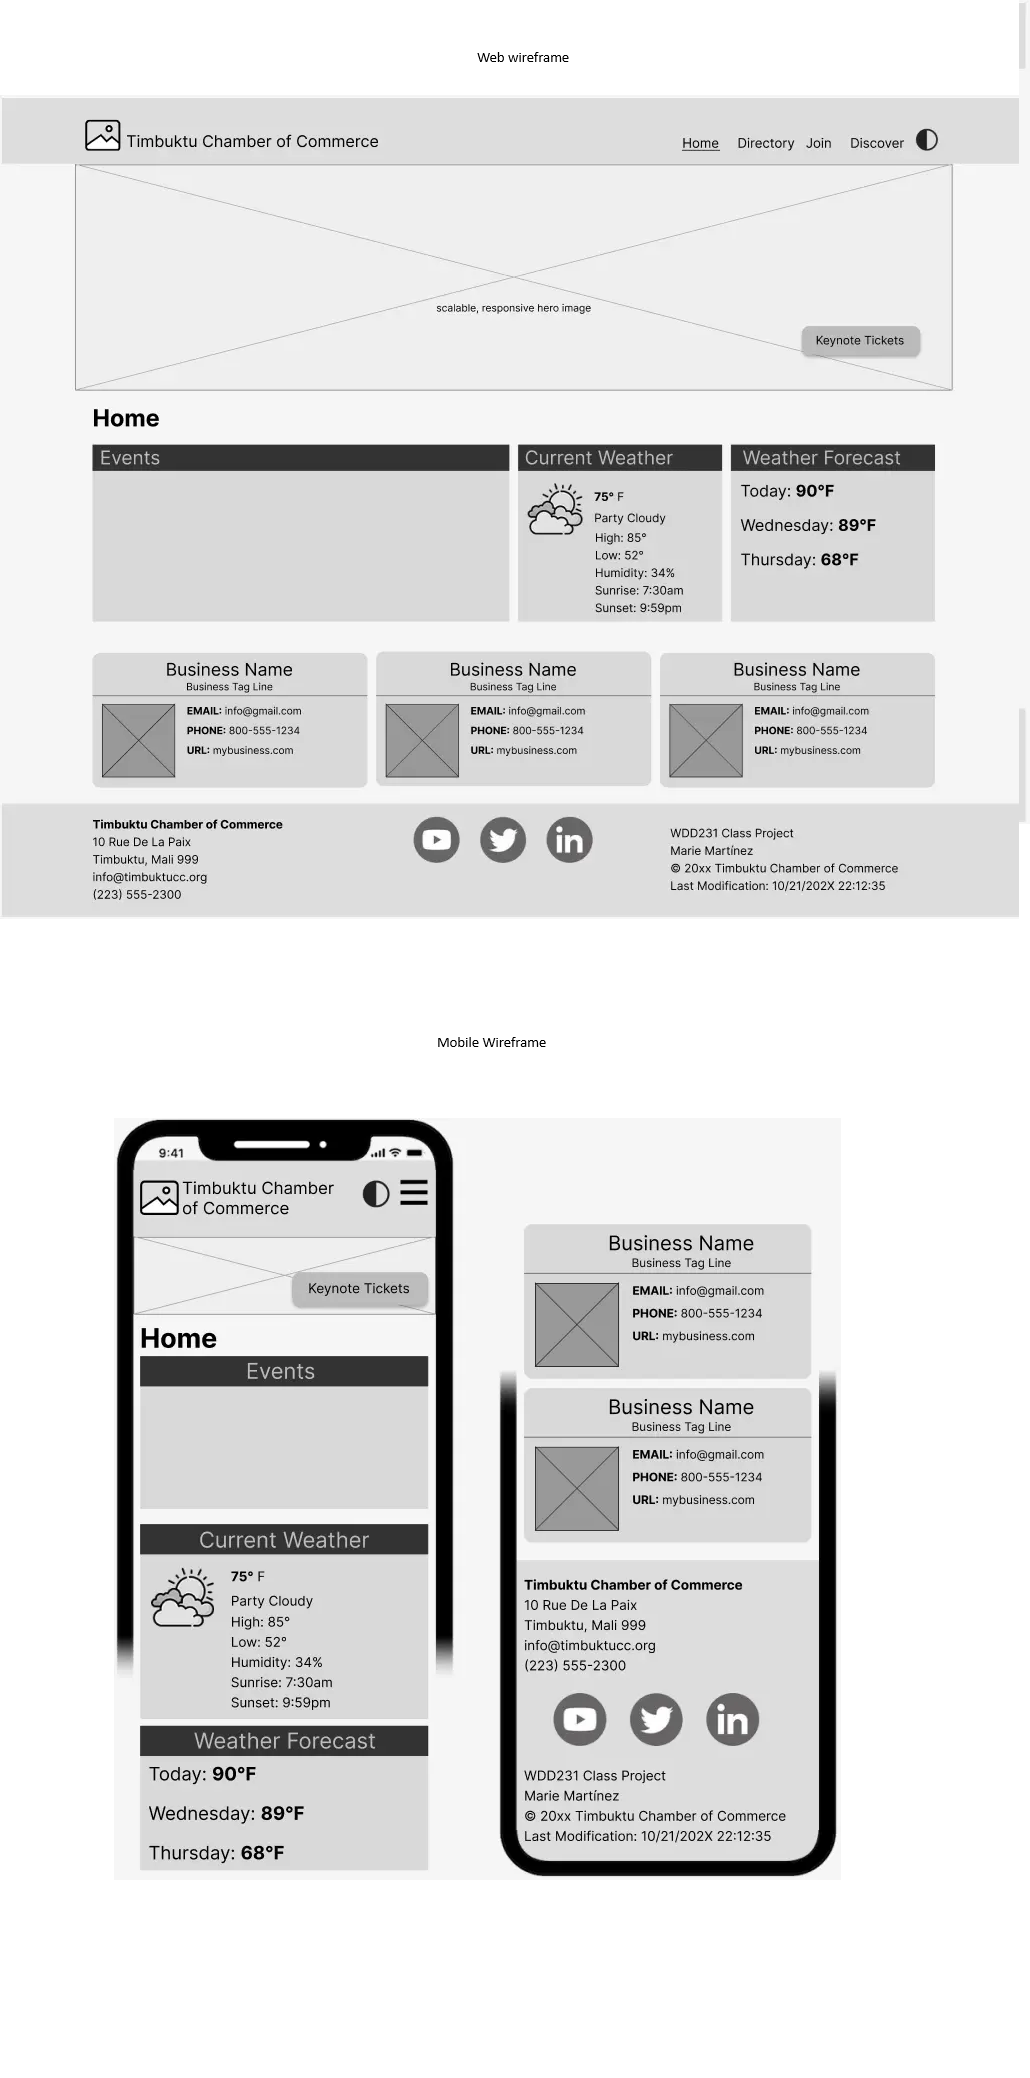 Web wireframe
Timbuktu Chamber of Commerce
Home Directory Join Discover
scalable, responsive hero image
Keynote Tickets
Home
Events
Current Weather
75° F
Party Cloudy
High: 85°
Low: 52°
Humidity: 34%
Sunrise: 7:30am
Sunset: 9:59pm
Weather Forecast
Today: 90°F
Wednesday: 89°F
Thursday: 68°F
Business Name
Business Tag Line
EMAIL: info@gmail.com
PHONE: 800-555-1234
URL: mybusiness.com
Business Name
Business Tag Line
EMAIL: info@gmail.com
PHONE: 800-555-1234
URL: mybusiness.com
Business Name
Business Tag Line
EMAIL: info@gmail.com
PHONE: 800-555-1234
URL: mybusiness.com
Timbuktu Chamber of Commerce
10 Rue De La Paix
Timbuktu, Mali 999
info@timbuktucc.org
(223) 555-2300
in
WDD231 Class Project
Marie Martínez
© 20xx Timbuktu Chamber of Commerce
Last Modification: 10/21/202X 22:12:35
Mobile Wireframe
9:41
Timbuktu Chamber
of Commerce
Keynote Tickets
Home
Events
Current Weather
75° F
Party Cloudy
High: 85°
Low: 52°
Humidity: 34%
Sunrise: 7:30am
Sunset: 9:59pm
Weather Forecast
Today: 90°F
Wednesday: 89°F
Thursday: 68°F
Business Name
Business Tag Line
EMAIL: info@gmail.com
PHONE: 800-555-1234
URL: mybusiness.com
Business Name
Business Tag Line
EMAIL: info@gmail.com
PHONE: 800-555-1234
URL: mybusiness.com
Timbuktu Chamber of Commerce
10 Rue De La Paix
Timbuktu, Mali 999
info@timbuktucc.org
(223) 555-2300
in
WDD231 Class Project
Marie Martínez
© 20xx Timbuktu Chamber of Commerce
Last Modification: 10/21/202X 22:12:35